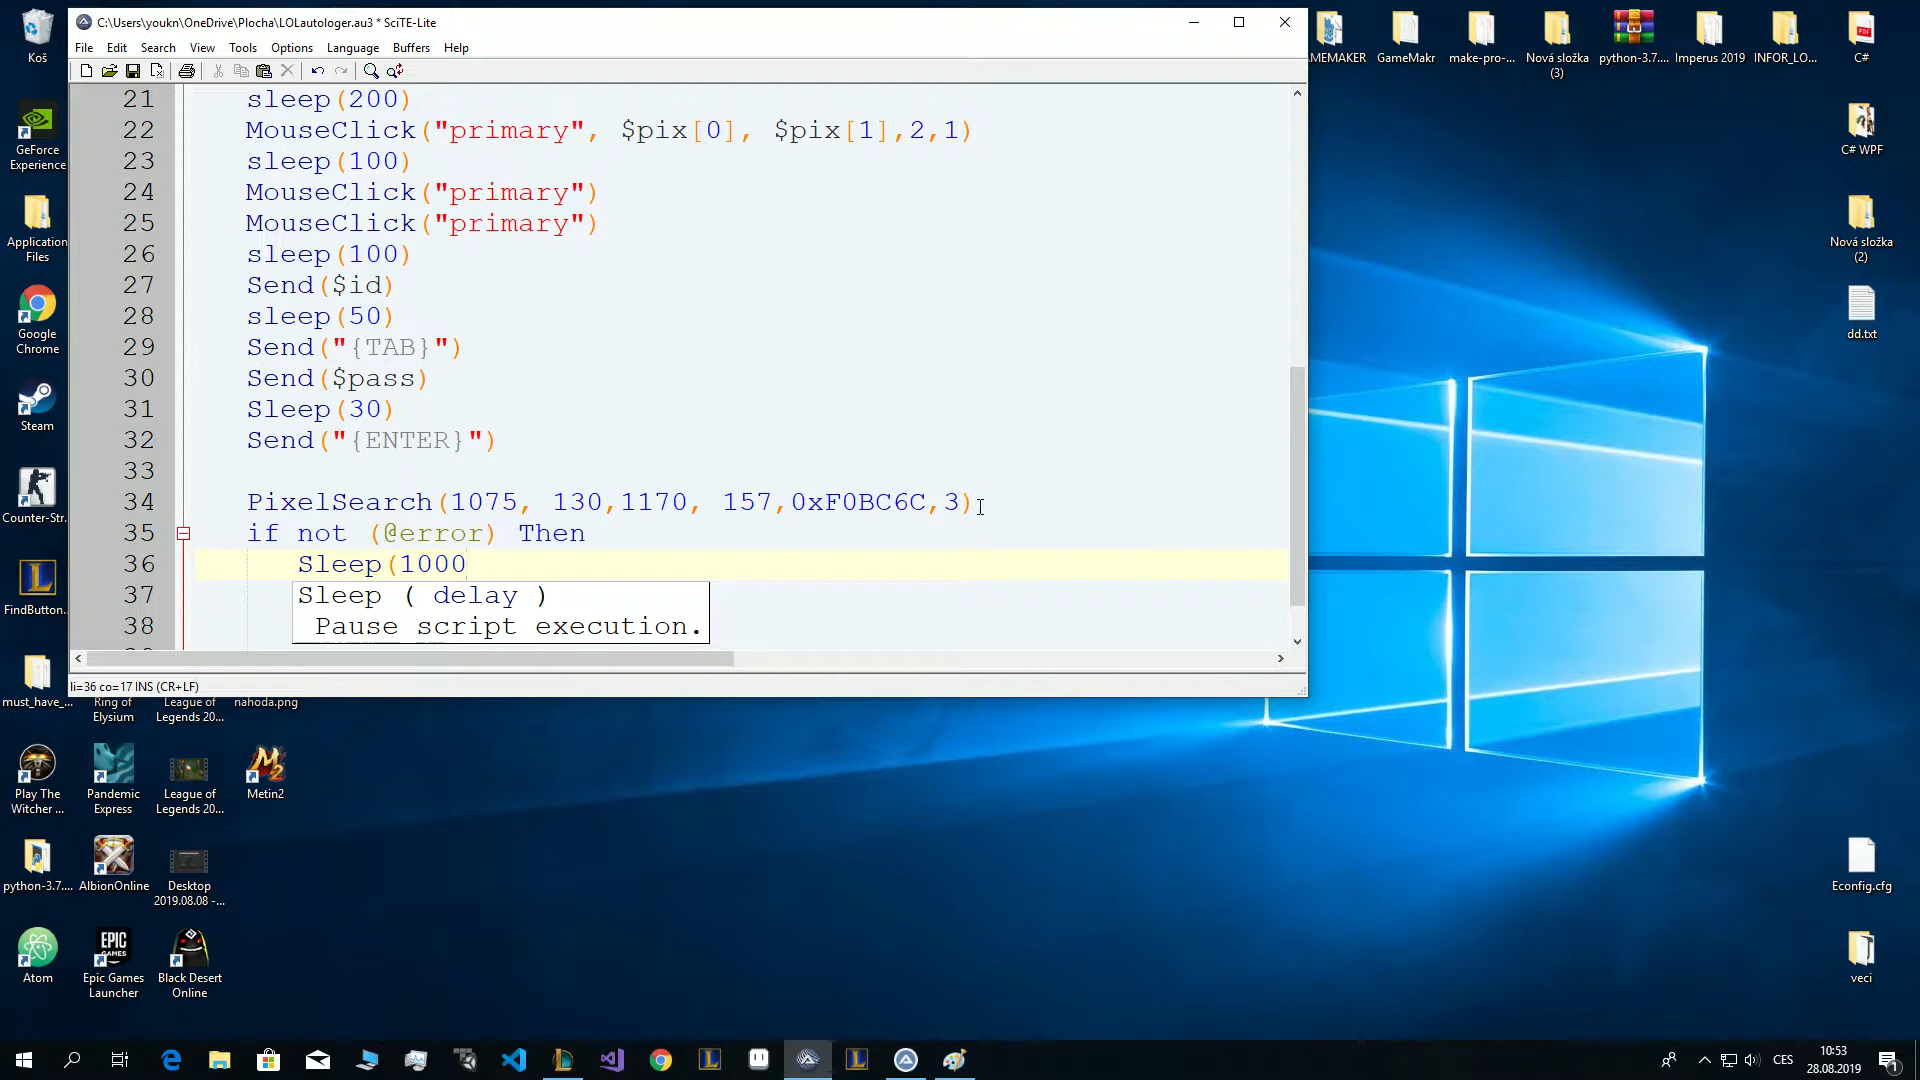 C:\Users\youkn\OneDrive\Plocha\LOLautologer.au3 * SciTE-Lite
File Edit Search View Tools Options Language Buffers Help
21 sleep(200)
22 MouseClick("primary", $pix[0], $pix[1],2,1)
23 sleep(100)
24 MouseClick("primary")
25 MouseClick("primary")
26 sleep(100)
27 Send($id)
28 sleep(50)
29 Send("{TAB}")
30 Send($pass)
31 Sleep(30)
32 Send("{ENTER}")
33
34 PixelSearch(1075, 130,1170, 157,0xF0BC6C,3)
35 if not (@error) Then
36 Sleep(1000
37 Sleep ( delay )
38 Pause script execution.
li=36 co=17 INS (CR+LF)
Koš
GeForce
Experience
Application
Files
Google
Chrome
Steam
Counter-Str...
FindButton...
must_have_...
Ring of
Elysium
League of
Legends 20...
nahoda.png
Play The
Witcher ...
Pandemic
Express
League of
Legends 20...
Metin2
python-3.7....
AlbionOnline
Desktop
2019.08.08 -...
Atom
EPIC
GAMES
Epic Games
Launcher
Black Desert
Online
MEMAKER
GameMakr
make-pro-...
Nová složka
(3)
python-3.7....
Imperus 2019
INFOR_LO...
PDF
C#
C# WPF
Nová složka
(2)
dd.txt
Econfig.cfg
veci
CES
10:53
28.08.2019
1